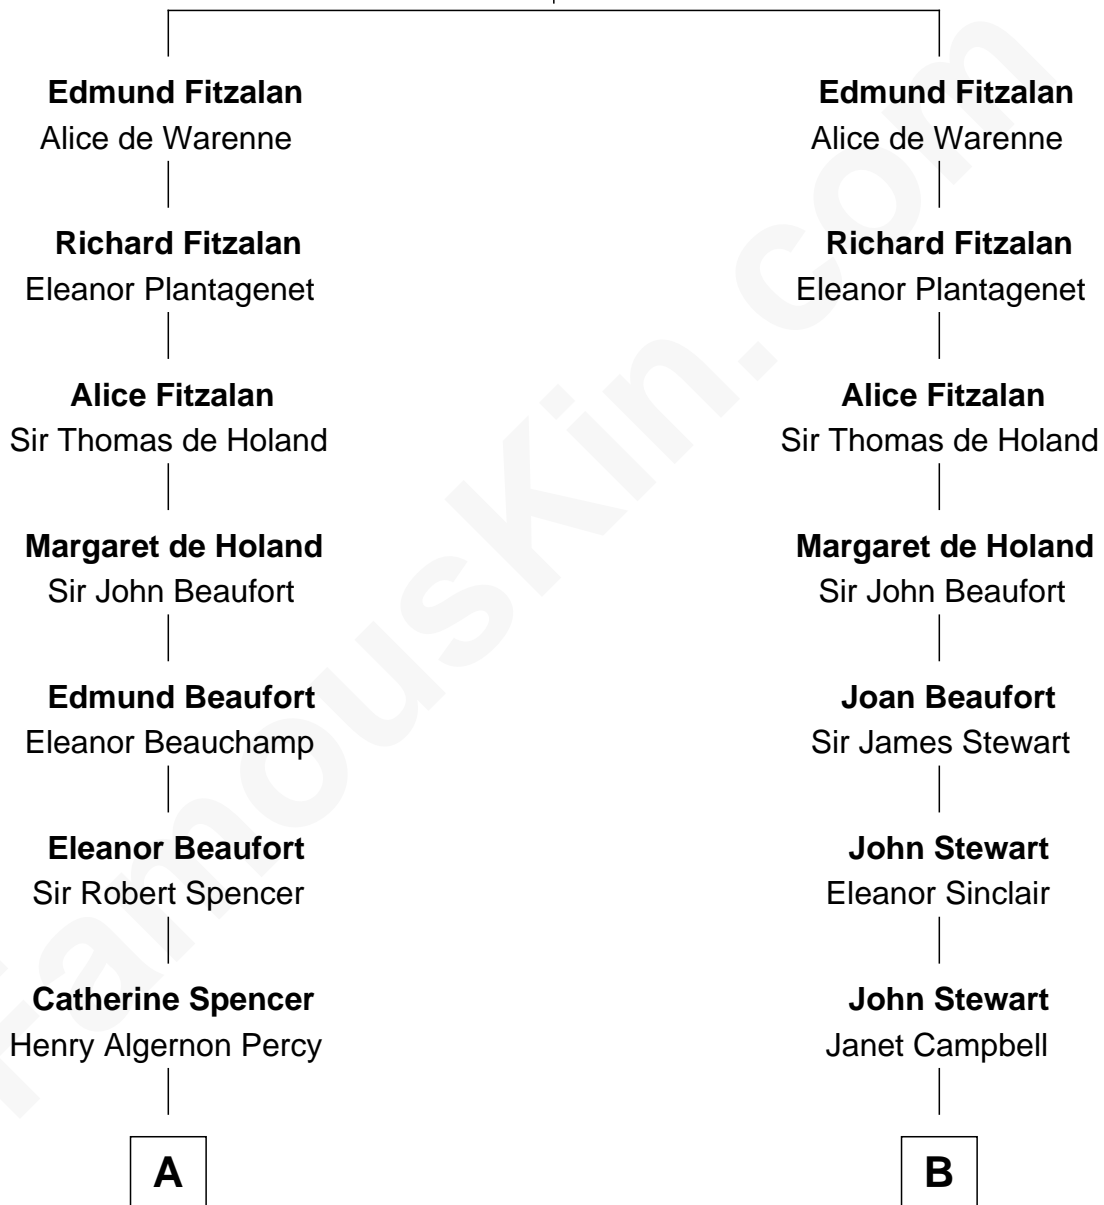 Edmund Fitzalan
Alice de Warenne
Richard Fitzalan
Eleanor Plantagenet
Alice Fitzalan
Sir Thomas de Holand
Margaret de Holand
Sir John Beaufort
Edmund Beaufort
Eleanor Beauchamp
Eleanor Beaufort
Sir Robert Spencer
Catherine Spencer
Henry Algernon Percy
A
Edmund Fitzalan
Alice de Warenne
Richard Fitzalan
Eleanor Plantagenet
Alice Fitzalan
Sir Thomas de Holand
Margaret de Holand
Sir John Beaufort
Joan Beaufort
Sir James Stewart
John Stewart
Eleanor Sinclair
John Stewart
Janet Campbell
B
FamousKin.com